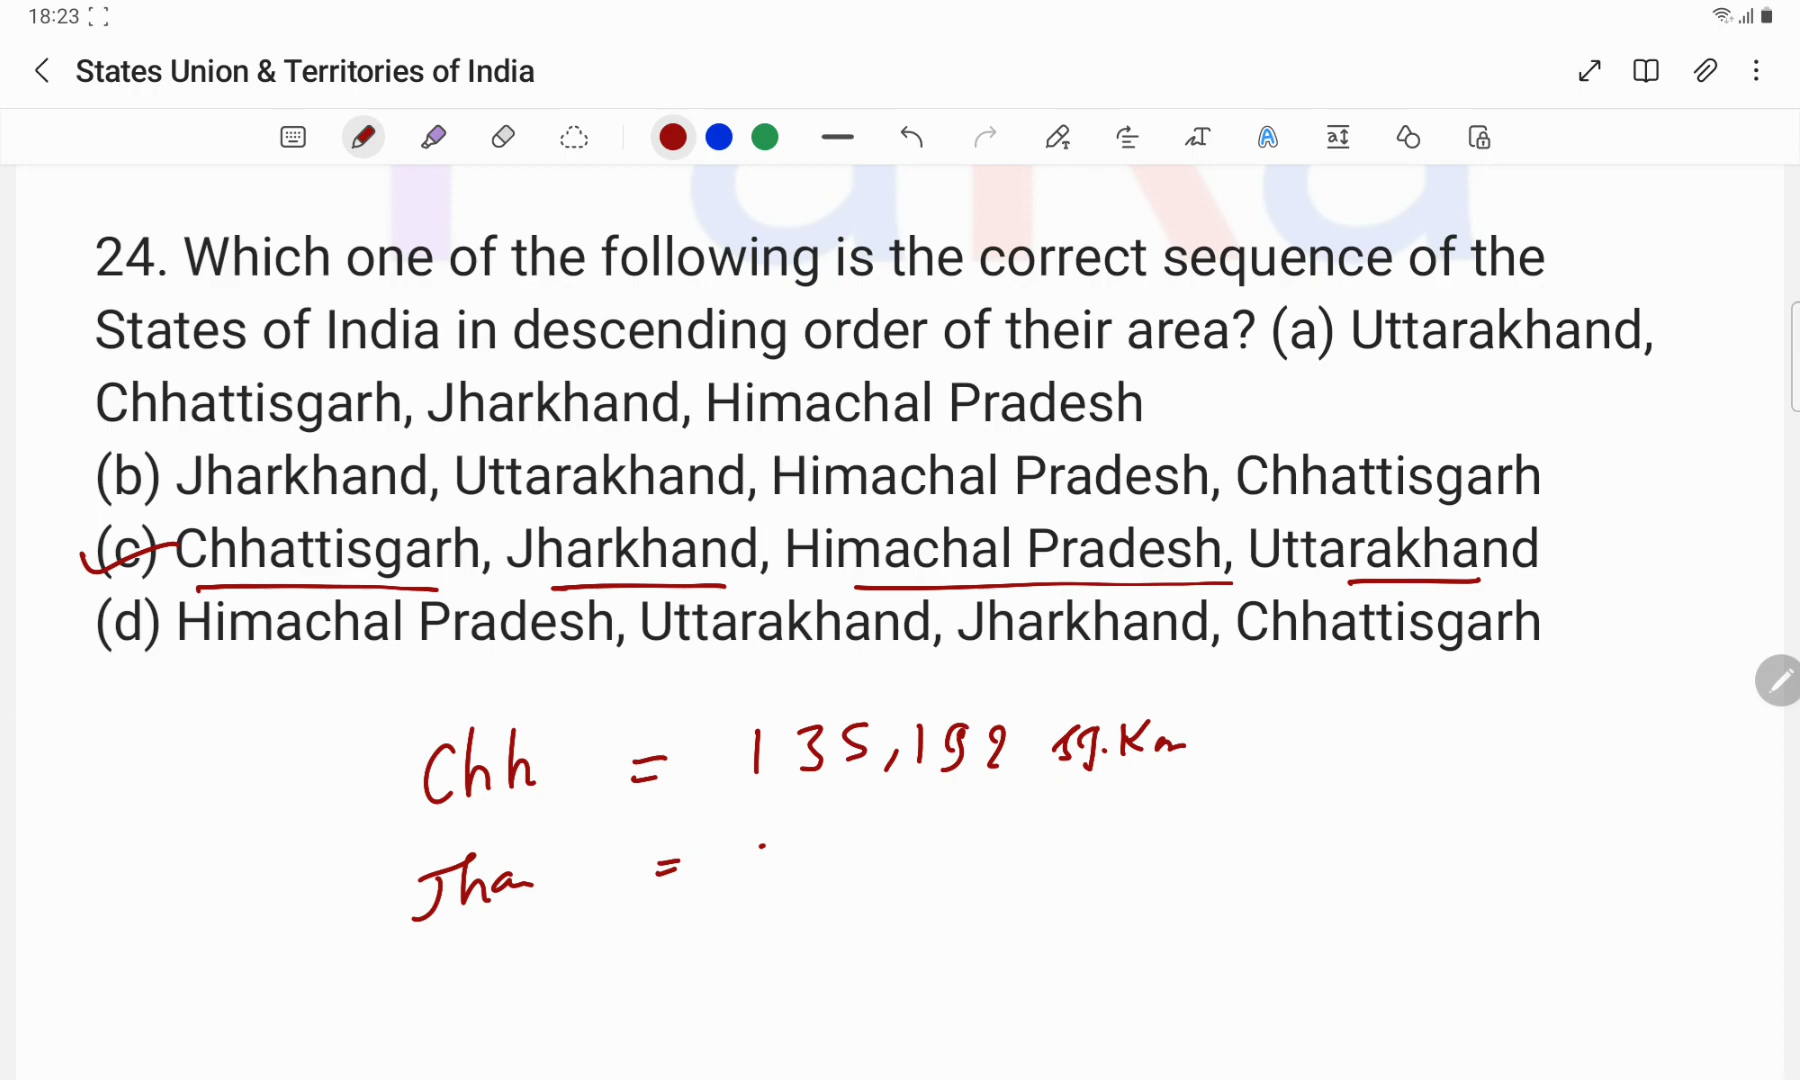 18:23
States Union & Territories of India
24. Which one of the following is the correct sequence of the
States of India in descending order of their area? (a) Uttarakhand,
Chhattisgarh, Jharkhand, Himachal Pradesh
(b) Jharkhand, Uttarakhand, Himachal Pradesh, Chhattisgarh
(c) Chhattisgarh, Jharkhand, Himachal Pradesh, Uttarakhand
(d) Himachal Pradesh, Uttarakhand, Jharkhand, Chhattisgarh
Chh = 135,192 sq.Km
Jha =